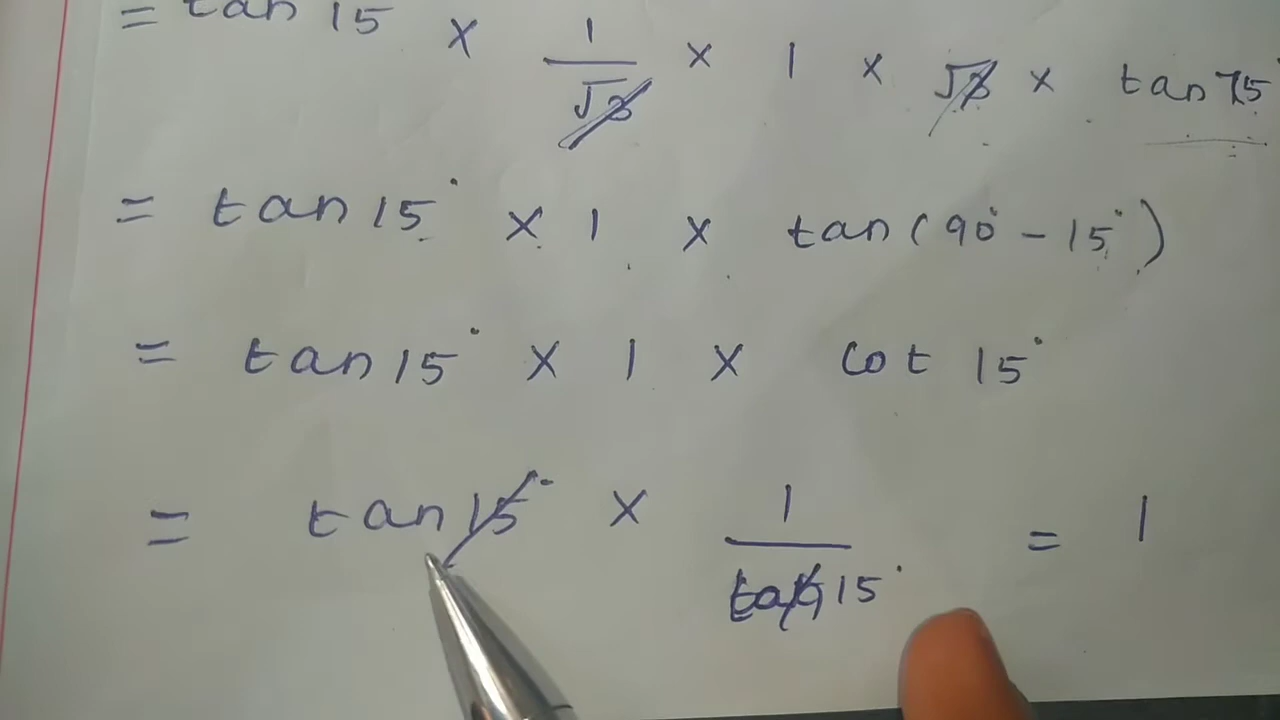 = tan 15 × 1/√3 × 1 × √3 × tan 75°
= tan 15° × 1 × tan(90° - 15°)
= tan 15° × 1 × cot 15°
= tan 15° × 1/tan 15° = 1